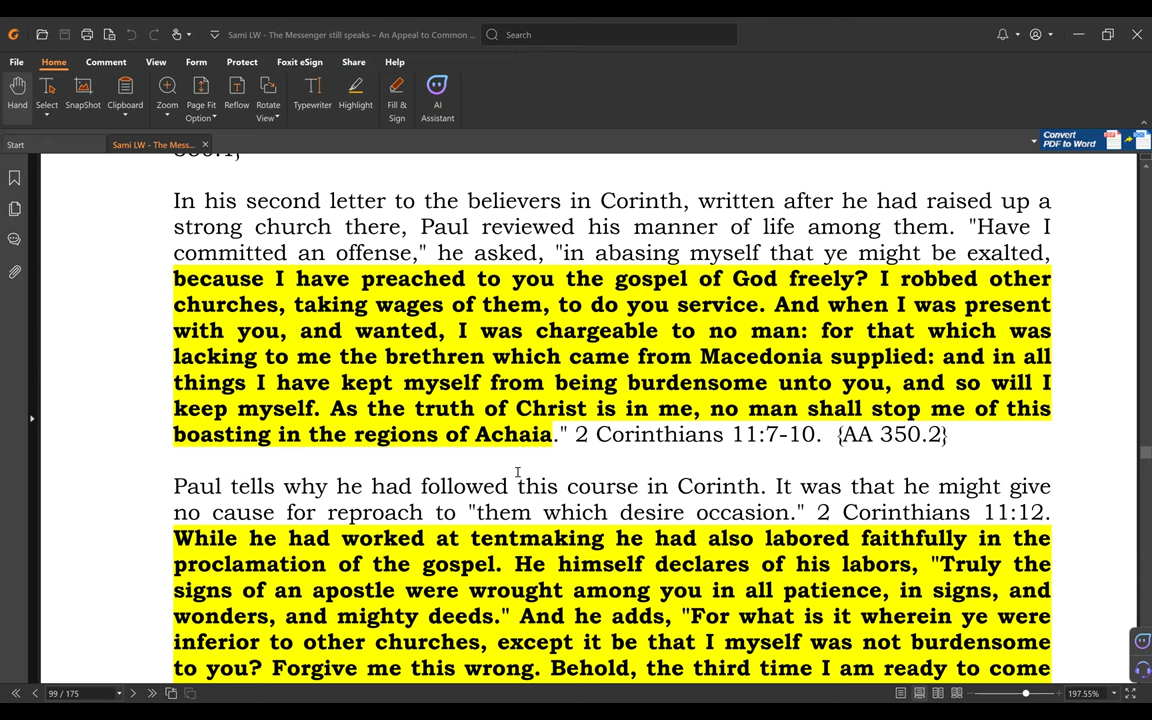 Sami LW - The Messenger still speaks – An Appeal to Common ...
Search
File Home Comment View Form Protect Foxit eSign Share Help
Hand Select SnapShot Clipboard Zoom Page Fit Option Reflow Rotate View Typewriter Highlight Fill & Sign AI Assistant
Start
Sami LW - The Mess...
Convert
PDF to Word
350.1}
In his second letter to the believers in Corinth, written after he had raised up a
strong church there, Paul reviewed his manner of life among them. "Have I
committed an offense," he asked, "in abasing myself that ye might be exalted,
because I have preached to you the gospel of God freely? I robbed other
churches, taking wages of them, to do you service. And when I was present
with you, and wanted, I was chargeable to no man: for that which was
lacking to me the brethren which came from Macedonia supplied: and in all
things I have kept myself from being burdensome unto you, and so will I
keep myself. As the truth of Christ is in me, no man shall stop me of this
boasting in the regions of Achaia." 2 Corinthians 11:7-10. {AA 350.2}
Paul tells why he had followed this course in Corinth. It was that he might give
no cause for reproach to "them which desire occasion." 2 Corinthians 11:12.
While he had worked at tentmaking he had also labored faithfully in the
proclamation of the gospel. He himself declares of his labors, "Truly the
signs of an apostle were wrought among you in all patience, in signs, and
wonders, and mighty deeds." And he adds, "For what is it wherein ye were
inferior to other churches, except it be that I myself was not burdensome
to you? Forgive me this wrong. Behold, the third time I am ready to come
99 / 175
197.55%